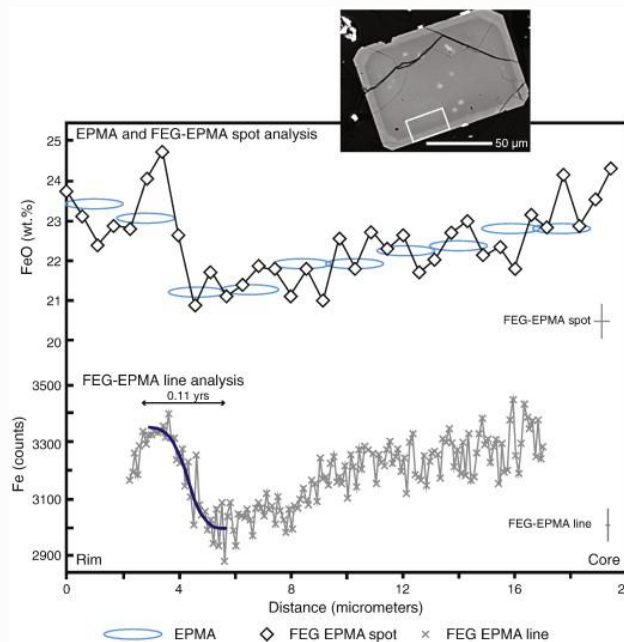 50 µm
EPMA and FEG-EPMA spot analysis
25
24
23
22
21
20
FeO (wt.%)
FEG-EPMA spot
FEG-EPMA line analysis
0.11 yrs
3500
3300
3100
2900
Fe (counts)
FEG-EPMA line
Rim
Core
0
4
8
12
16
2
Distance (micrometers)
EPMA
FEG EPMA spot
FEG EPMA line